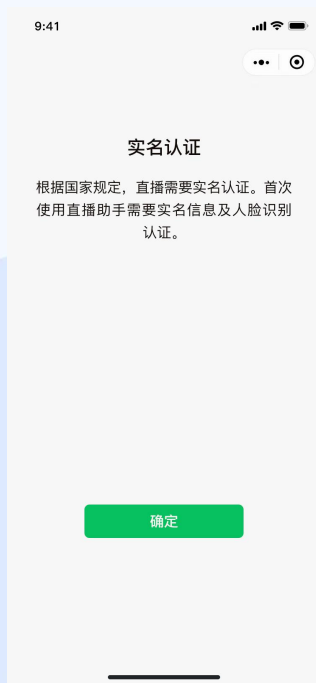 9:41
实名认证
根据国家规定，直播需要实名认证。首次
使用直播助手需要实名信息及人脸识别
认证。
确定